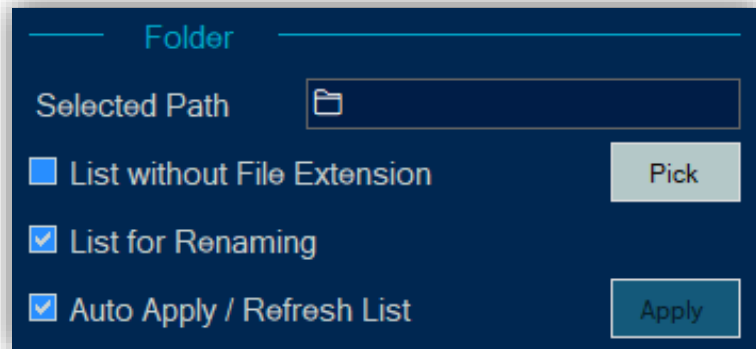 Folder
Selected Path
List without File Extension Pick
List for Renaming
Auto Apply / Refresh List Apply